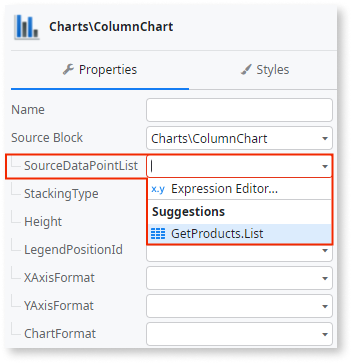 Charts\ColumnChart
Properties
Styles
Name
Source Block
Charts\ColumnChart
SourceDataPointList
StackingType
x.y Expression Editor...
Suggestions
Height
GetProducts.List
LegendPositionId
XAxisFormat
YAxisFormat
ChartFormat